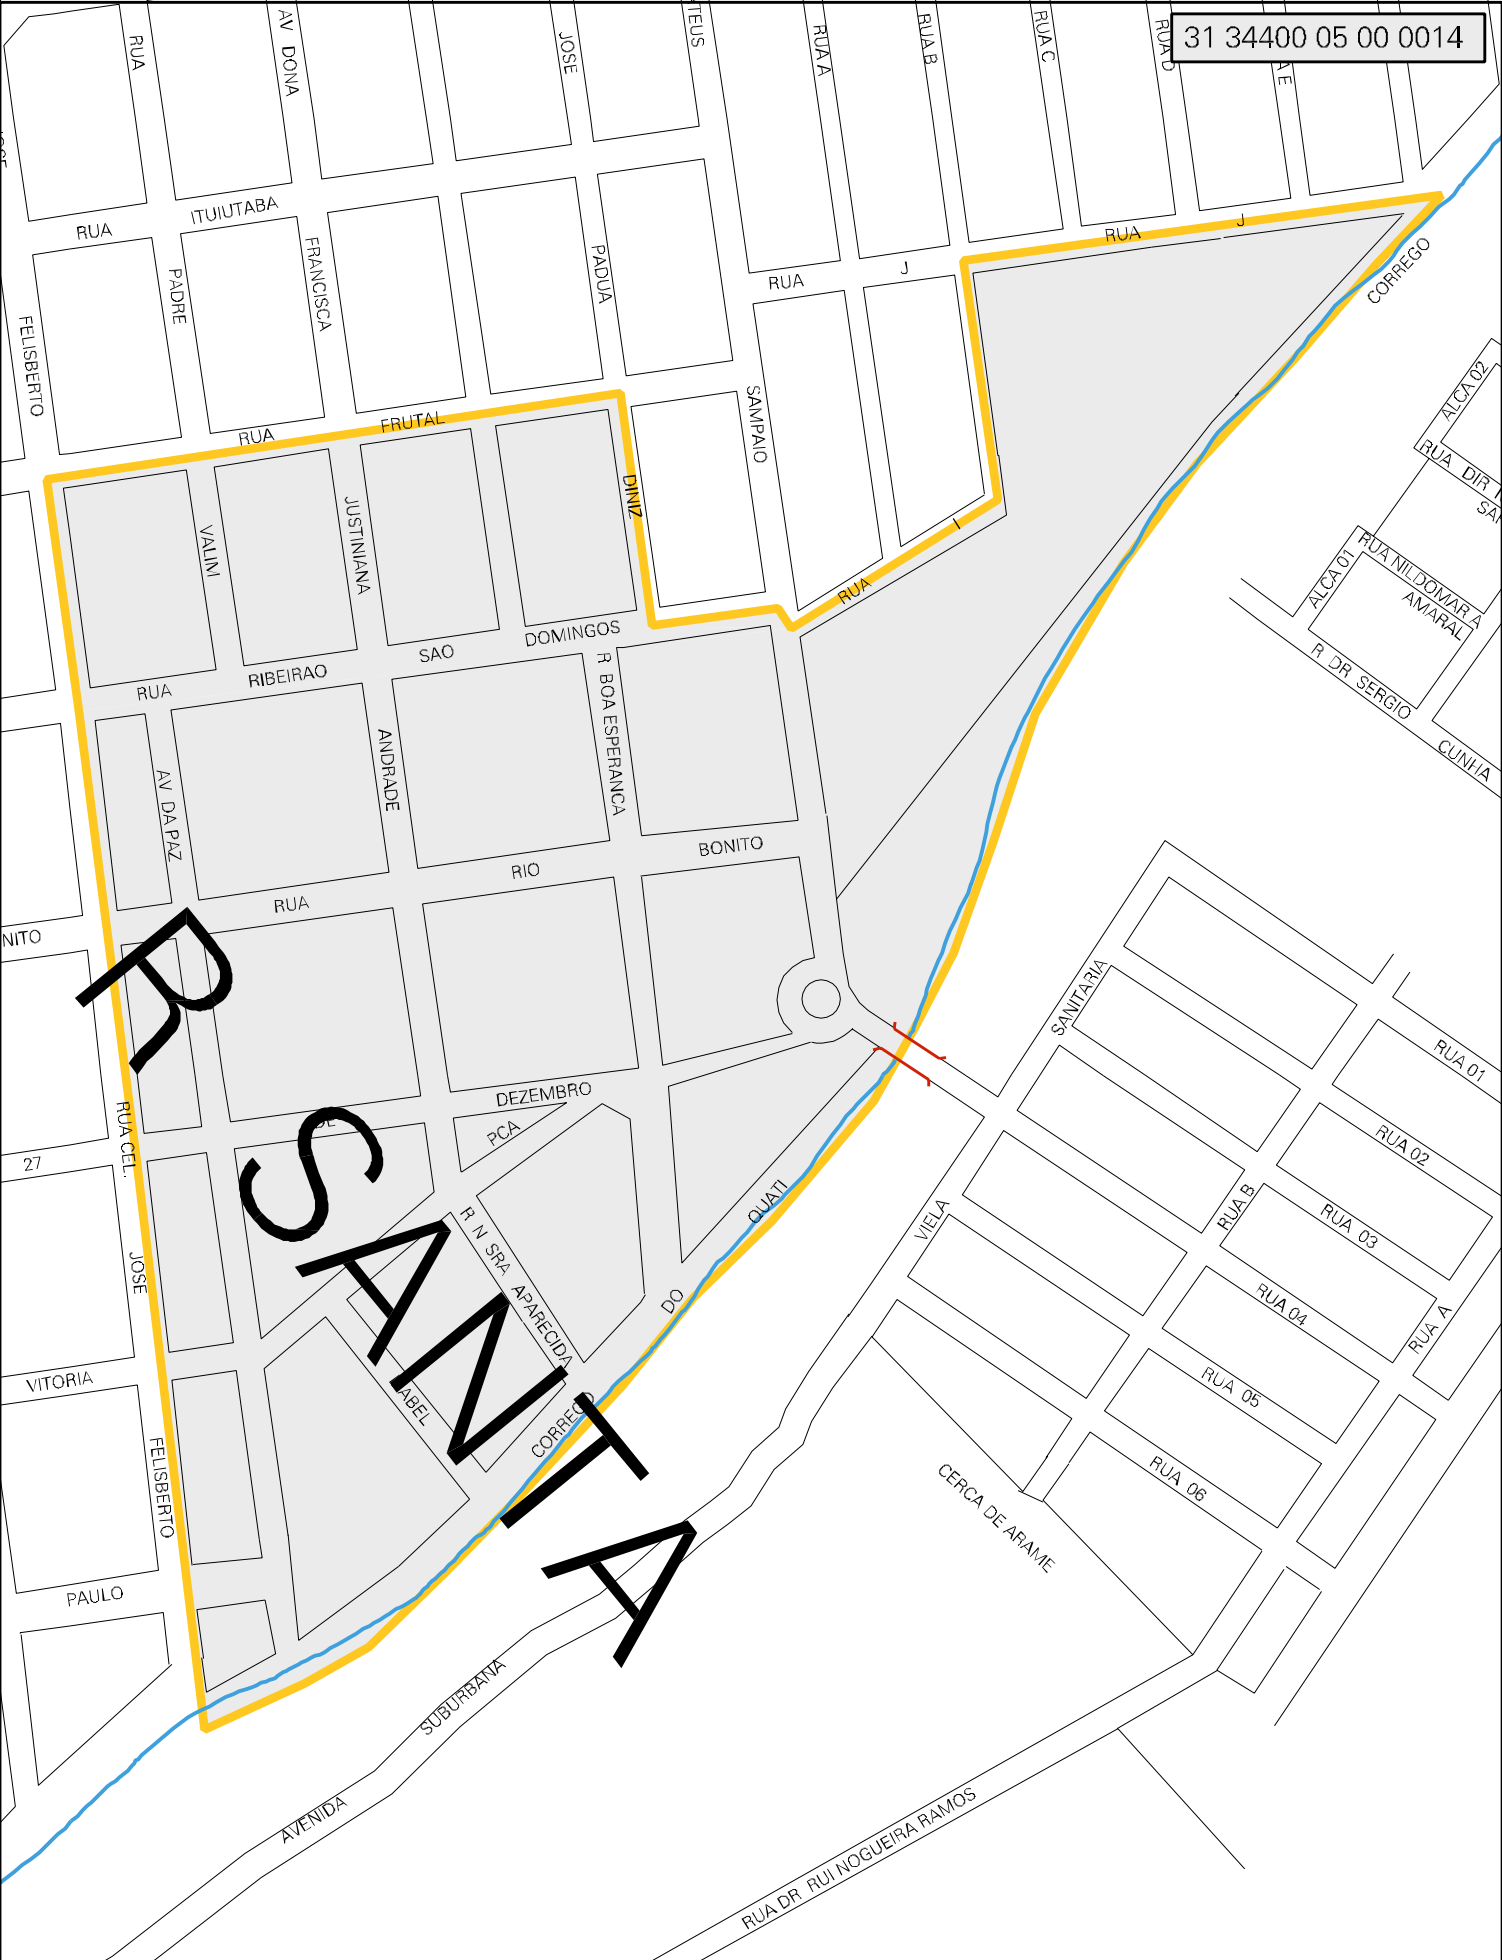 31 34400 05 00 0014
RUA
AV DONA
JOSE
TEUS
RUA A
RUA B
RUA C
RUA D
A E
RUA ITUIUTABA
PADRE
FRANCISCA
PADUA
RUA J
RUA J
CORREGO
FELISBERTO
SAMPAIO
ALCA 02
RUA FRUTAL
DINIZ
RUA DIR
VALIM
JUSTINIANA
RUA I
ALCA 01
RUA NILDOMAR A
AMARAL
RUA RIBEIRAO SAO DOMINGOS
R BOA ESPERANCA
R DR SERGIO CUNHA
AV DA PAZ
ANDRADE
RUA RIO BONITO
NITO
SANITARIA
RUA 01
R SANTA
DEZEMBRO
DE
PCA
27
RUA CEL. JOSE FELISBERTO
R N SRA APARECIDA
QUATI
DO
CORREGO
VIELA
RUA B
RUA 02
RUA 03
RUA 04
RUA A
VITORIA
ABEL
RUA 05
RUA 06
CERCA DE ARAME
PAULO
SUBURBANA
AVENIDA
RUA DR RUI NOGUEIRA RAMOS